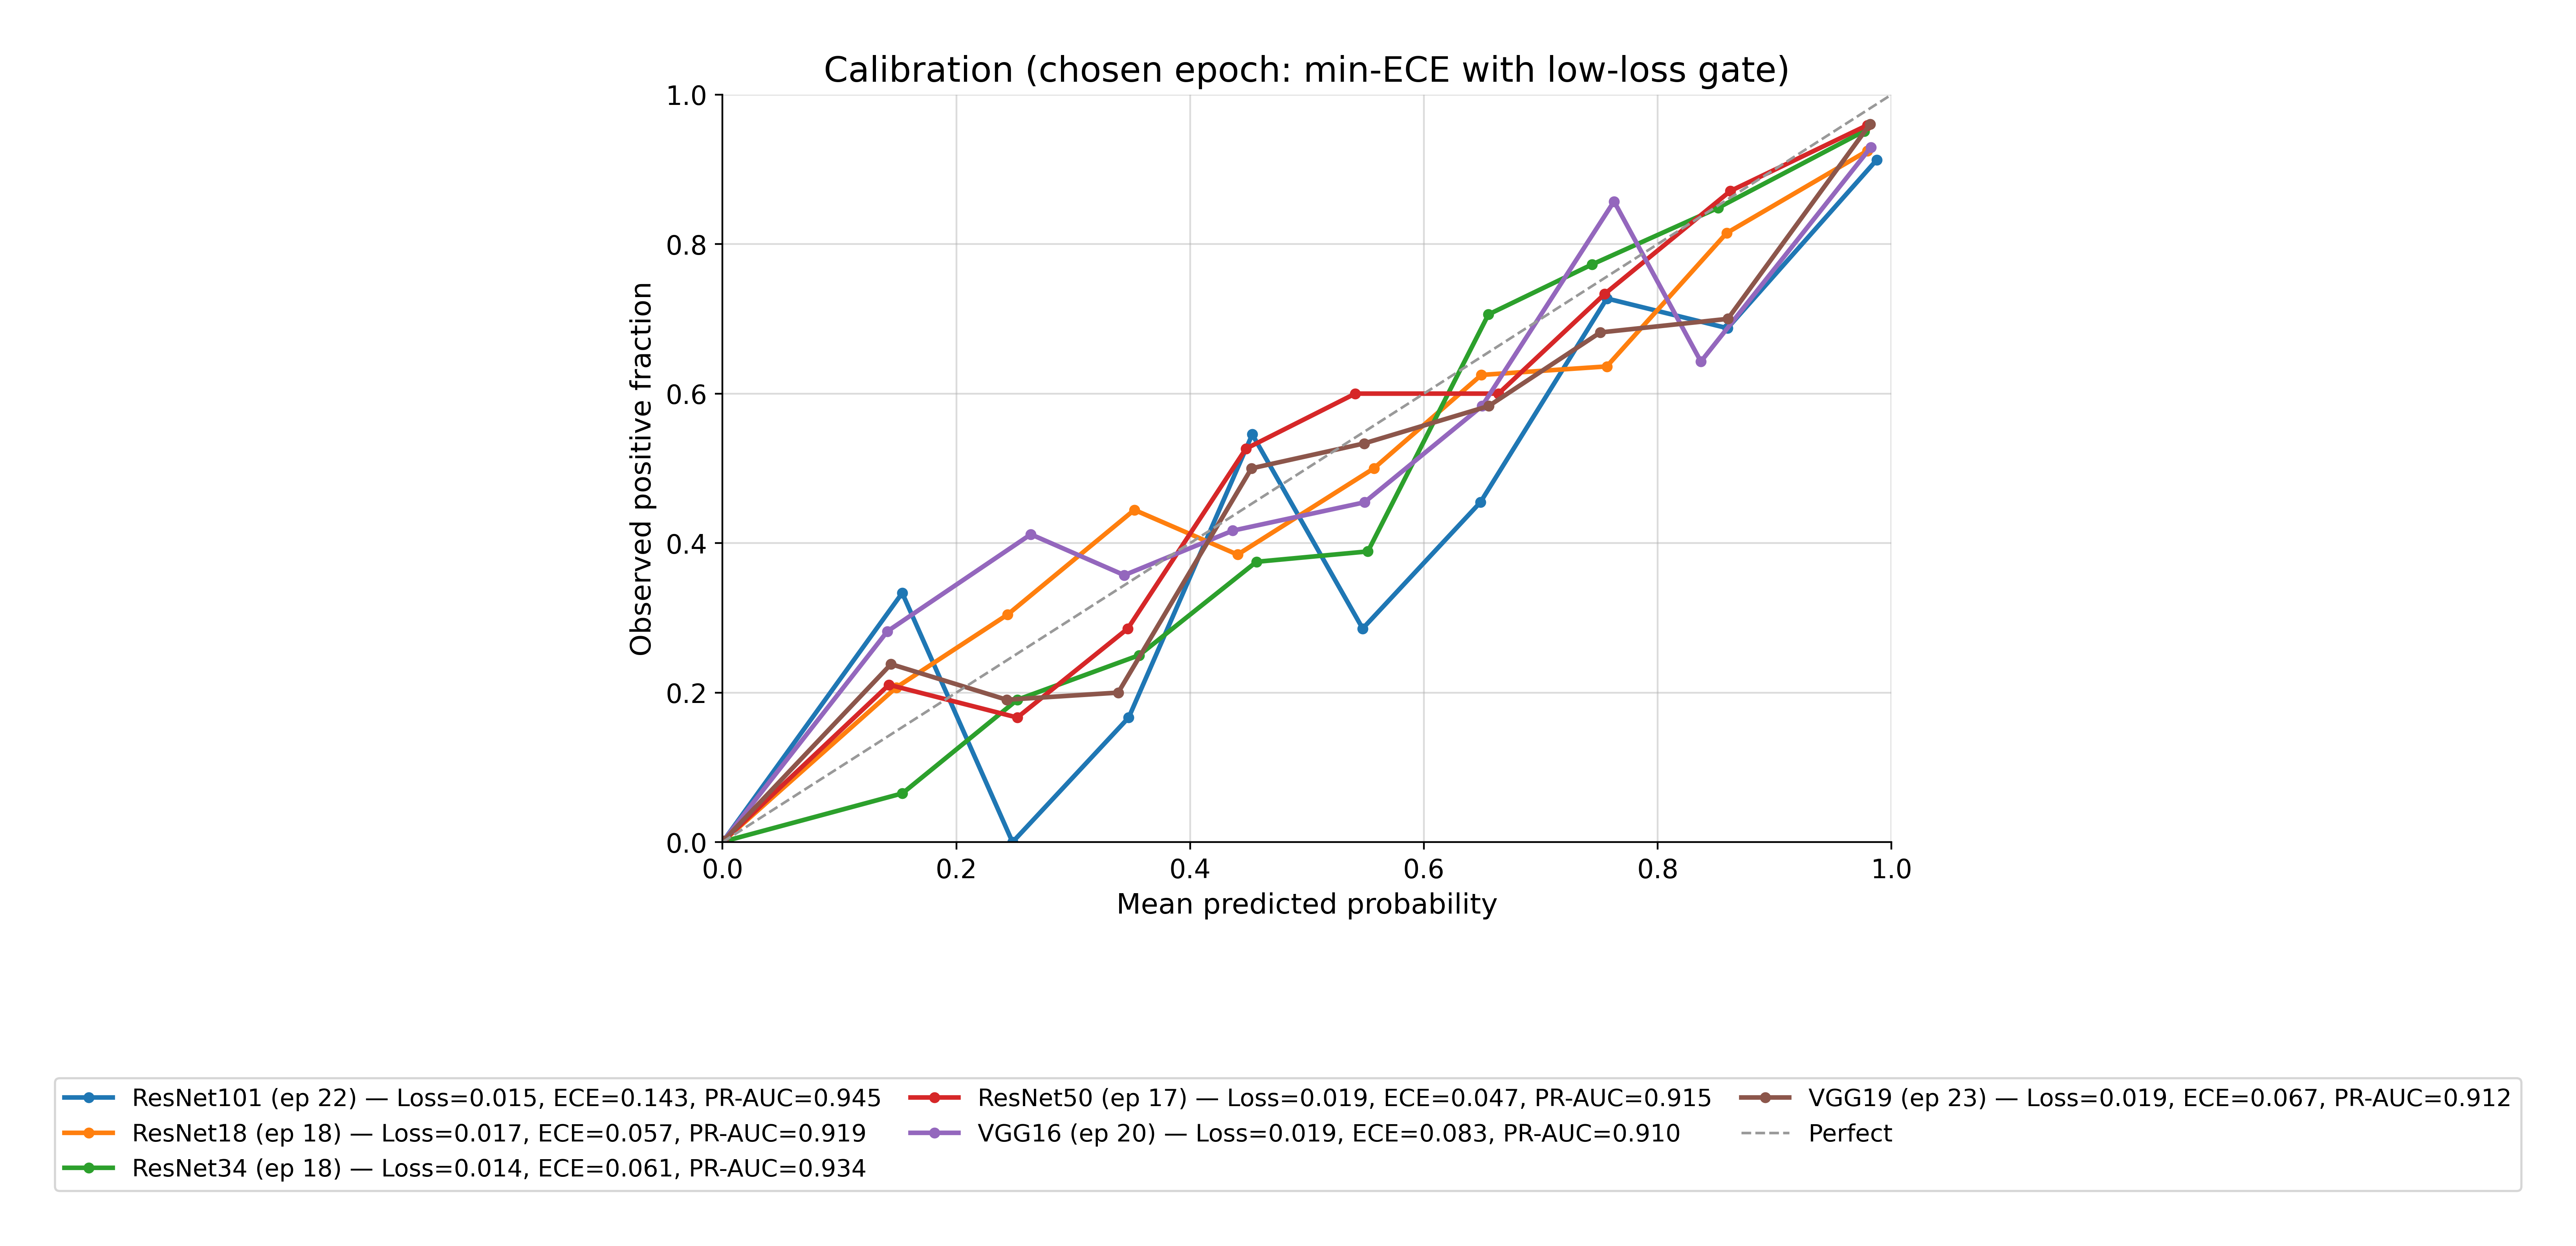 Calibration (chosen epoch: min-ECE with low-loss gate)
1.0
0.8
0.6
0.4
0.2
0.0
Observed positive fraction
0.0 0.2 0.4 0.6 0.8 1.0
Mean predicted probability
ResNet101 (ep 22) — Loss=0.015, ECE=0.143, PR-AUC=0.945
ResNet18 (ep 18) — Loss=0.017, ECE=0.057, PR-AUC=0.919
ResNet34 (ep 18) — Loss=0.014, ECE=0.061, PR-AUC=0.934
ResNet50 (ep 17) — Loss=0.019, ECE=0.047, PR-AUC=0.915
VGG16 (ep 20) — Loss=0.019, ECE=0.083, PR-AUC=0.910
VGG19 (ep 23) — Loss=0.019, ECE=0.067, PR-AUC=0.912
Perfect